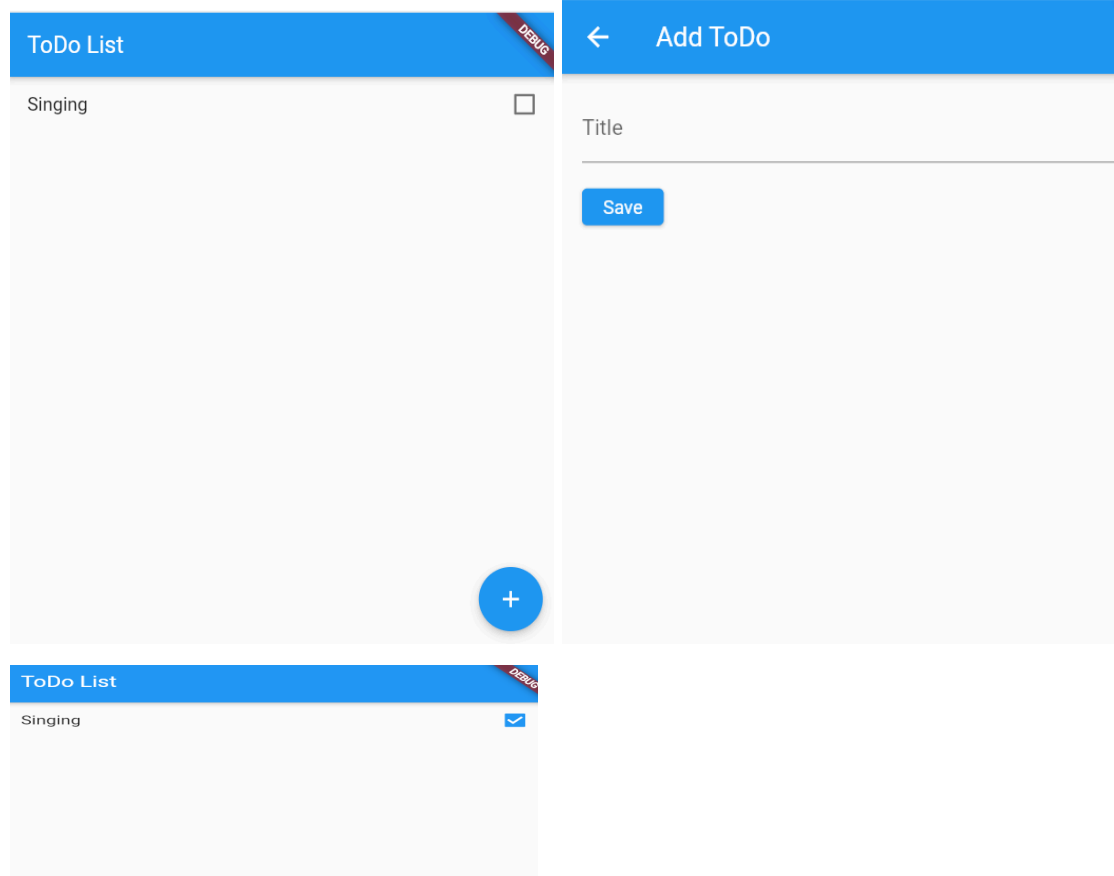 ToDo List
DEBUG
Singing
Add ToDo
Title
Save
ToDo List
DEBUG
Singing